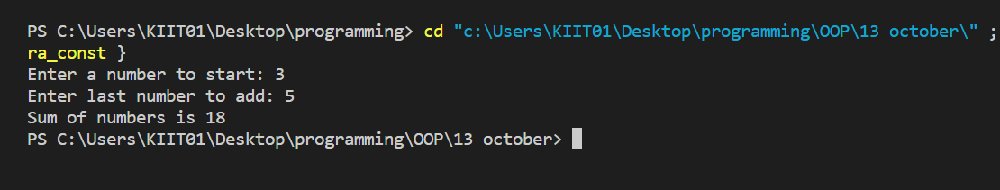 PS C:\Users\KIIT01\Desktop\programming> cd "c:\Users\KIIT01\Desktop\programming\OOP\13 october\" ;
ra_const }
Enter a number to start: 3
Enter last number to add: 5
Sum of numbers is 18
PS C:\Users\KIIT01\Desktop\programming\OOP\13 october>